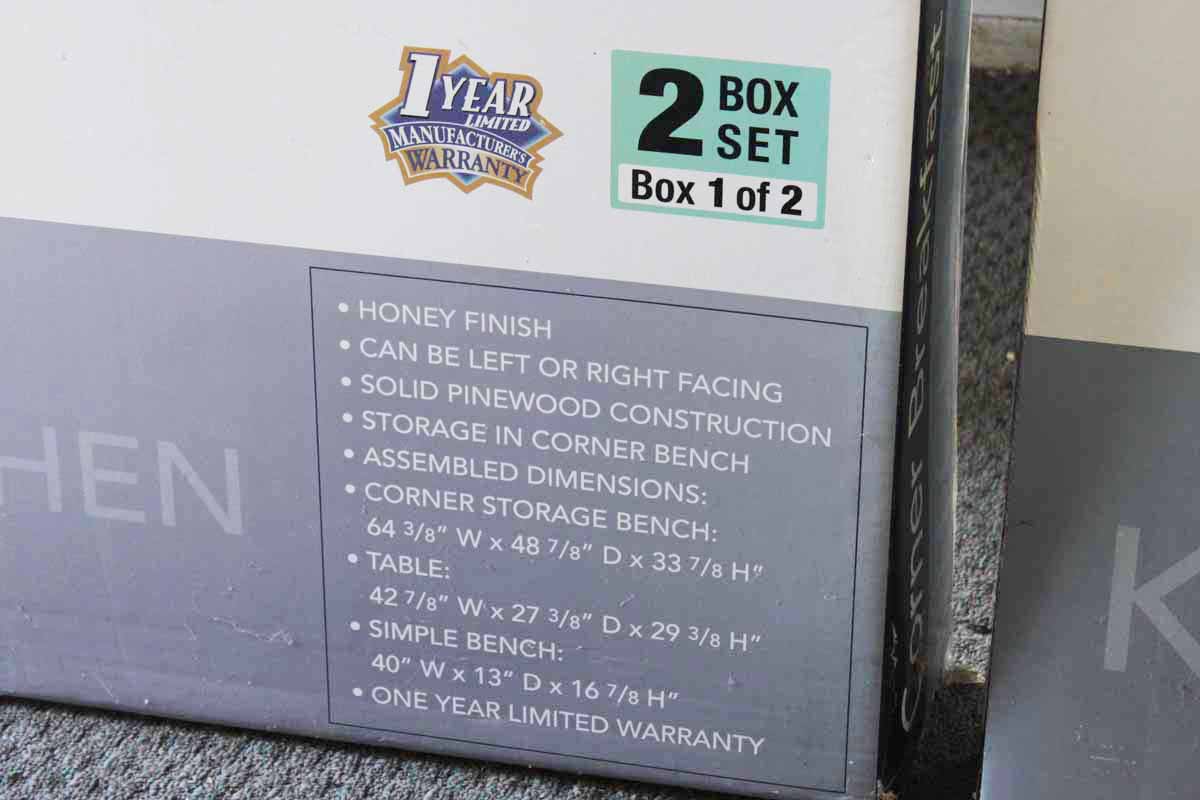 1 YEAR
LIMITED
MANUFACTURER'S
WARRANTY
2 BOX
SET
Box 1 of 2
• HONEY FINISH
• CAN BE LEFT OR RIGHT FACING
• SOLID PINEWOOD CONSTRUCTION
• STORAGE IN CORNER BENCH
• ASSEMBLED DIMENSIONS:
• CORNER STORAGE BENCH:
64 3/8" W x 48 7/8" D x 33 7/8 H"
• TABLE:
42 7/8" W x 27 3/8" D x 29 3/8 H"
• SIMPLE BENCH:
40" W x 13" D x 16 7/8 H"
• ONE YEAR LIMITED WARRANTY
HEN
Corner Breakfast
K